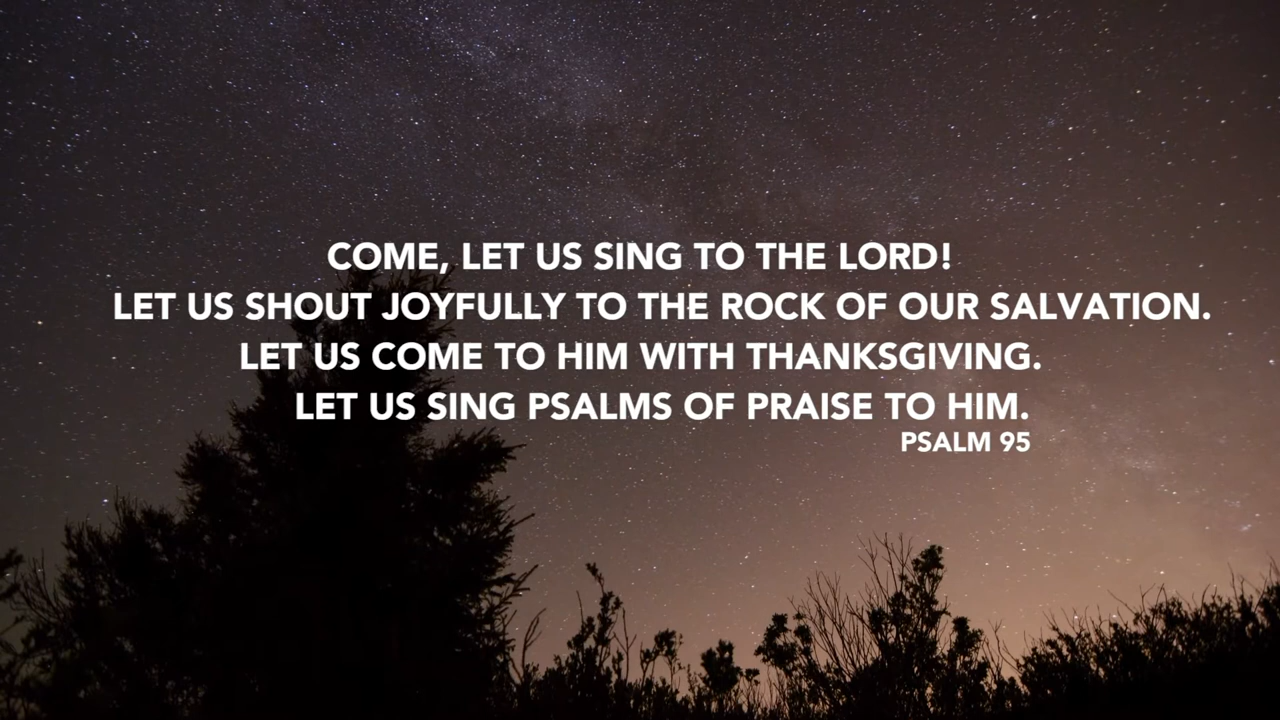 COME, LET US SING TO THE LORD!
LET US SHOUT JOYFULLY TO THE ROCK OF OUR SALVATION.
LET US COME TO HIM WITH THANKSGIVING.
LET US SING PSALMS OF PRAISE TO HIM.
PSALM 95